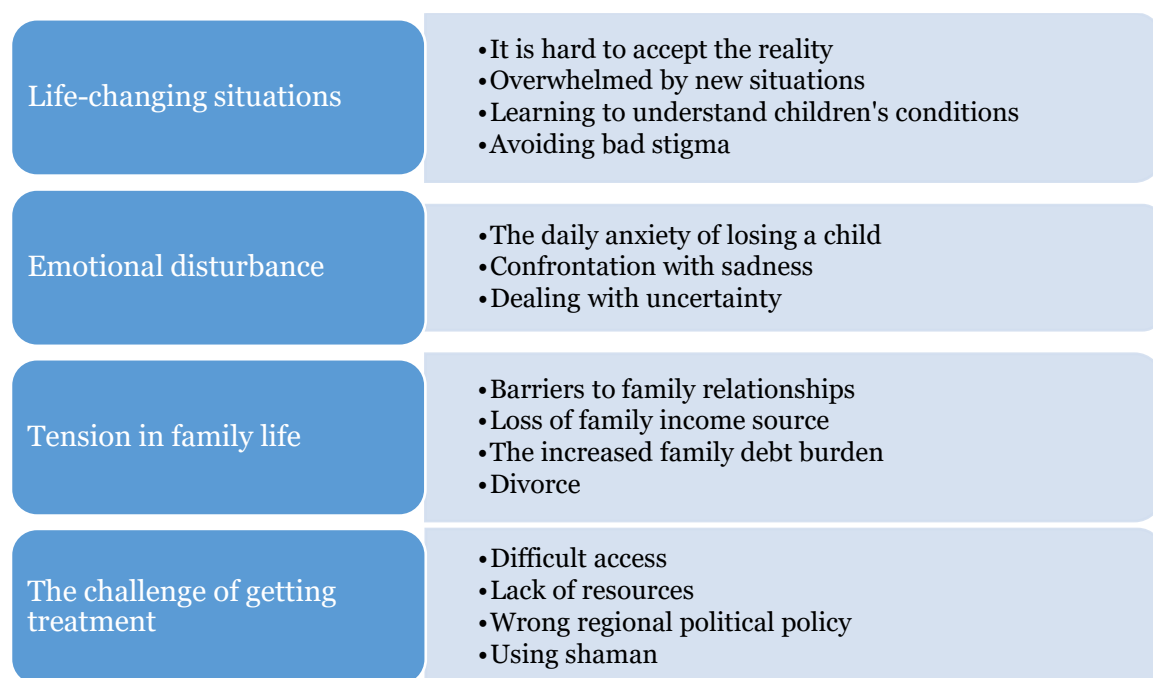 Life-changing situations
•It is hard to accept the reality
•Overwhelmed by new situations
•Learning to understand children's conditions
•Avoiding bad stigma
Emotional disturbance
•The daily anxiety of losing a child
•Confrontation with sadness
•Dealing with uncertainty
Tension in family life
•Barriers to family relationships
•Loss of family income source
•The increased family debt burden
•Divorce
The challenge of getting
treatment
•Difficult access
•Lack of resources
•Wrong regional political policy
•Using shaman